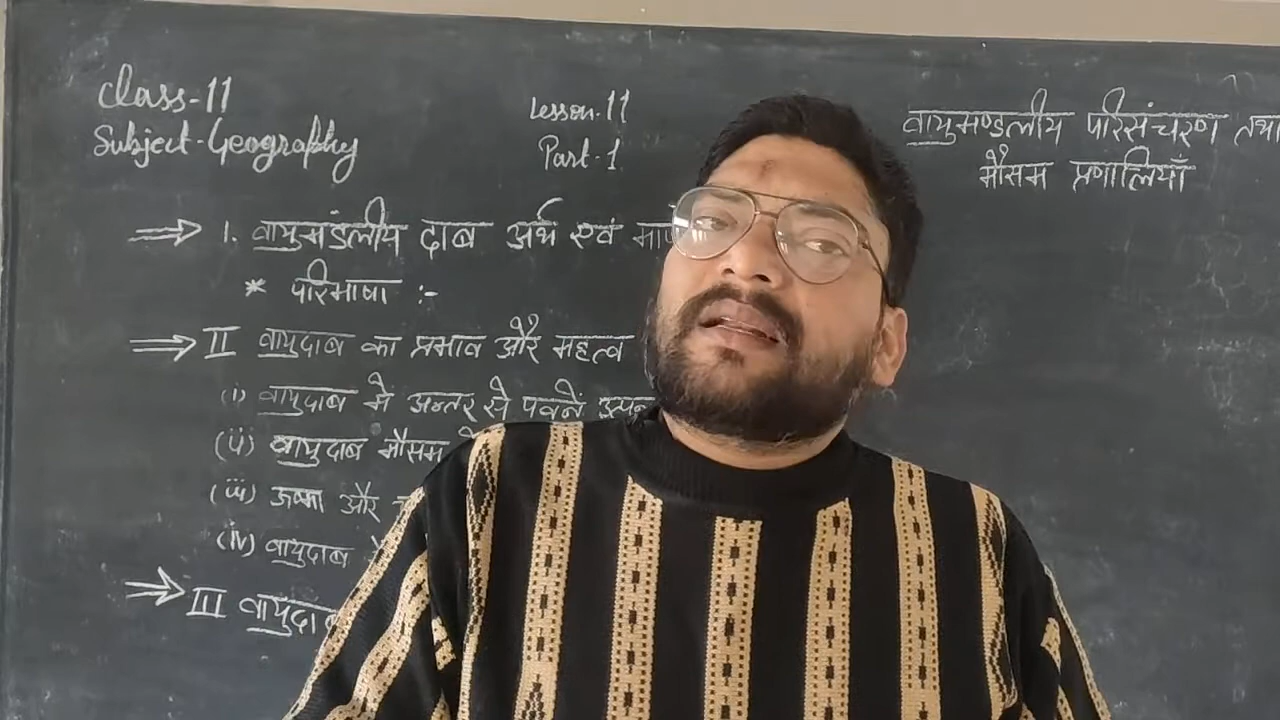 Class-11
Subject-Geography
Lesson-11
Part-1
वायुमण्डलीय परिसंचरण तथा
मौसम प्रणालियाँ
⇒ I. वायुमंडलीय दाब अर्थ एवं
* परिभाषा :-
⇒ II वायुदाब का प्रभाव और महत्व
(i) वायुदाब में अन्तर से पवनें
(ii) वायुदाब मौसम
(iii) ऊष्मा और
(iv) वायुदाब
⇒ III वायुदाब